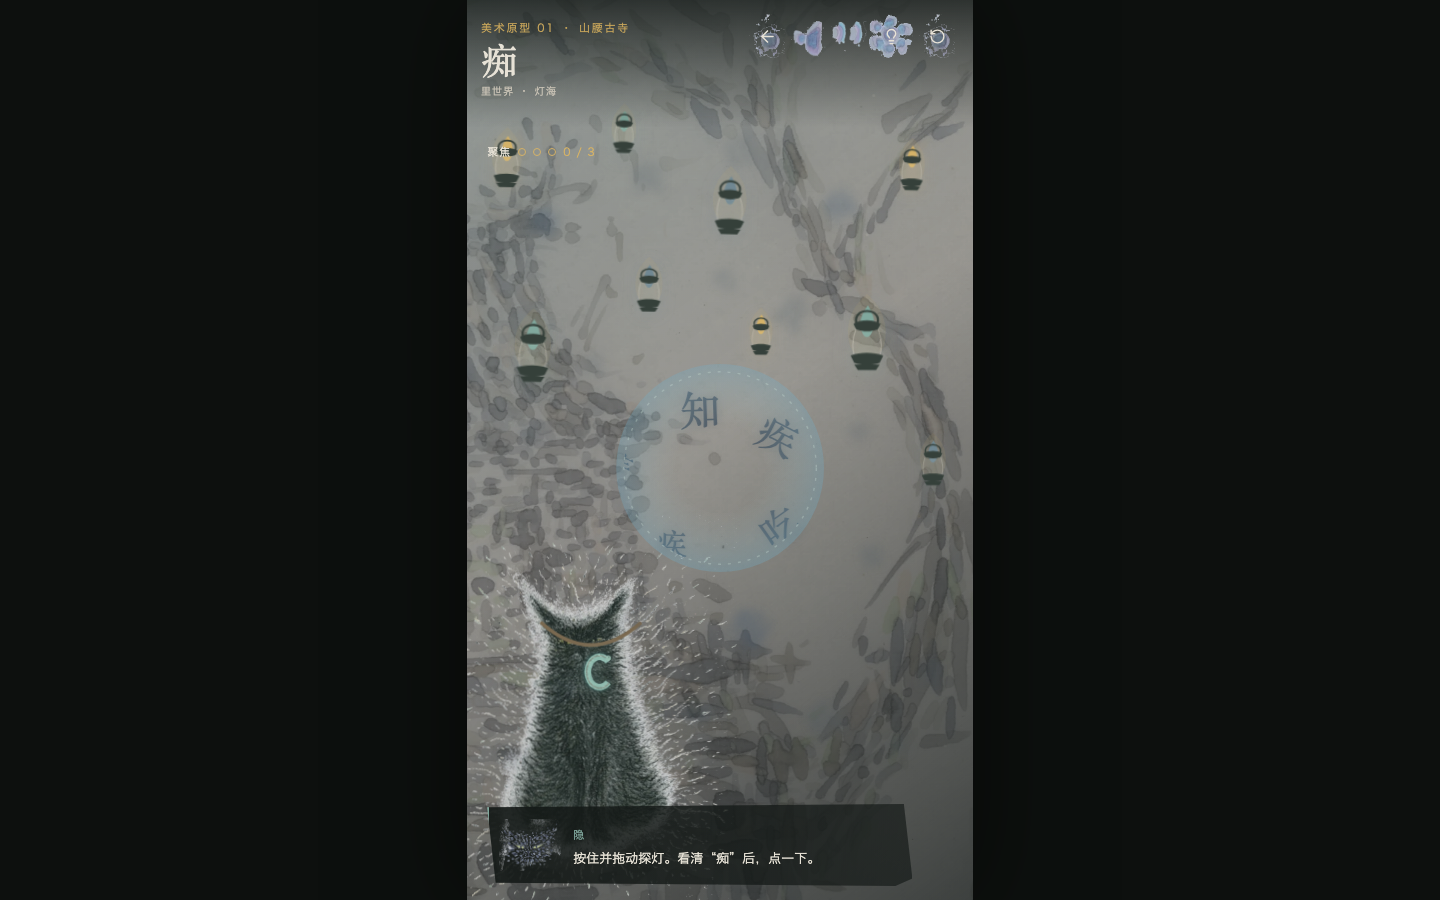 美术原型 01 · 山腰古寺
痴
里世界 · 灯海
聚焦 ○ ○ ○ 0 / 3
知
疾
吃
疾
C
隐
按住并拖动探灯。看清“痴”后，点一下。